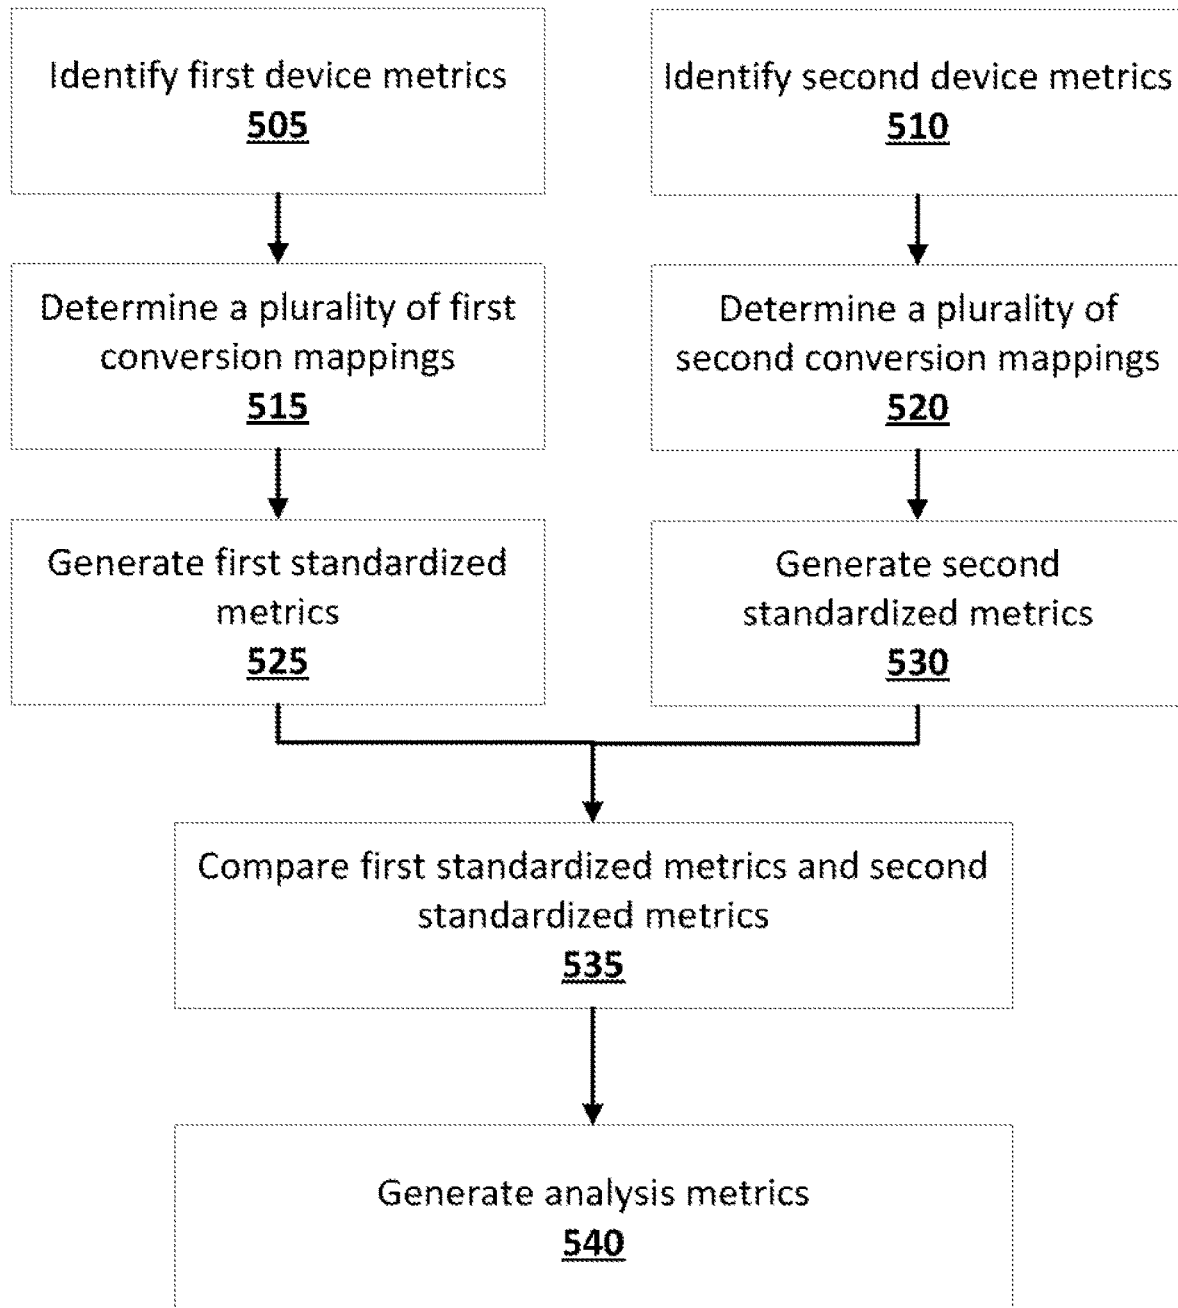 Identify first device metrics
505
Identify second device metrics
510
Determine a plurality of first
conversion mappings
515
Determine a plurality of
second conversion mappings
520
Generate first standardized
metrics
525
Generate second
standardized metrics
530
Compare first standardized metrics and second
standardized metrics
535
Generate analysis metrics
540